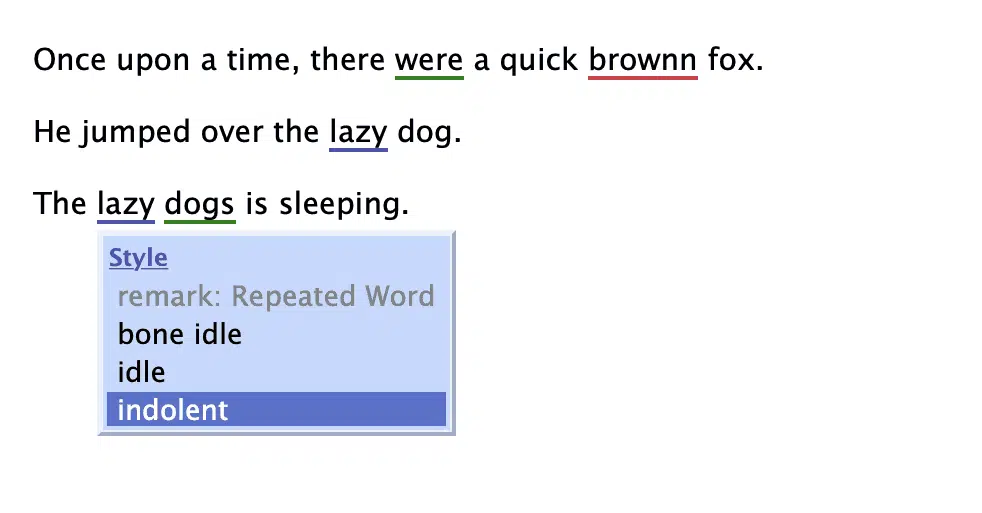 Once upon a time, there were a quick brownn fox.
He jumped over the lazy dog.
The lazy dogs is sleeping.
Style
remark: Repeated Word
bone idle
idle
indolent